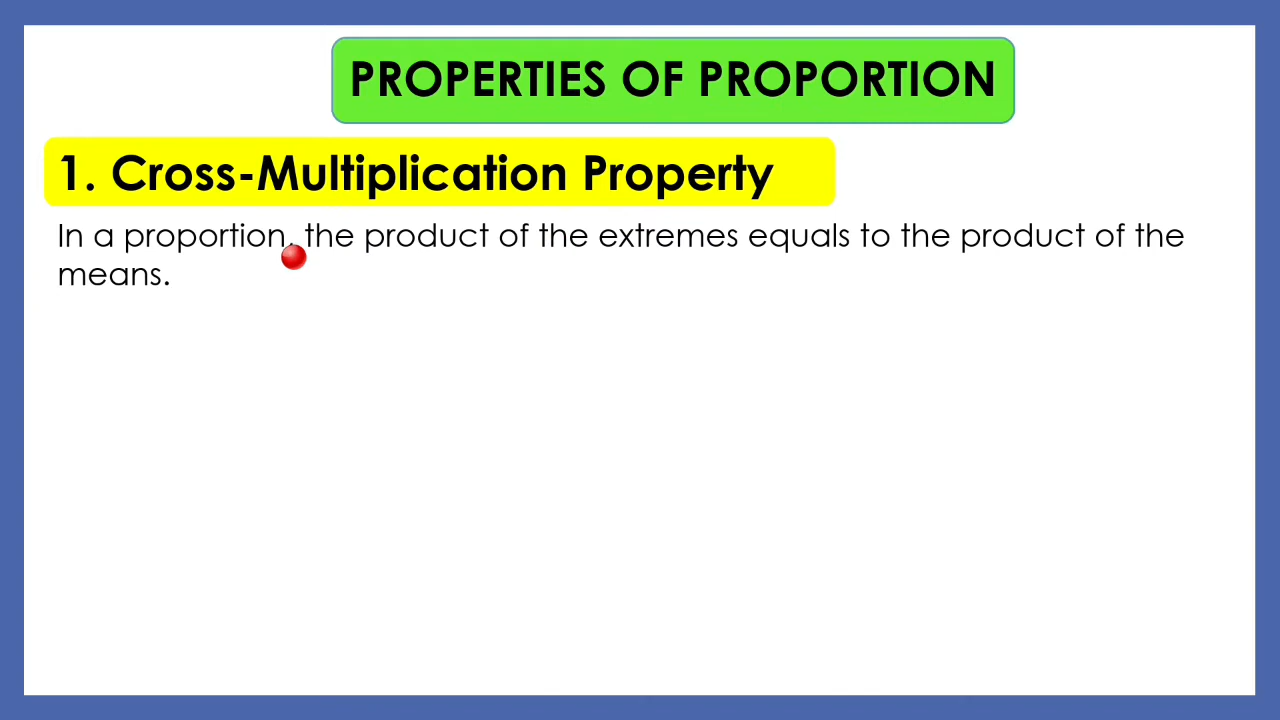 PROPERTIES OF PROPORTION
1. Cross-Multiplication Property
In a proportion, the product of the extremes equals to the product of the
means.